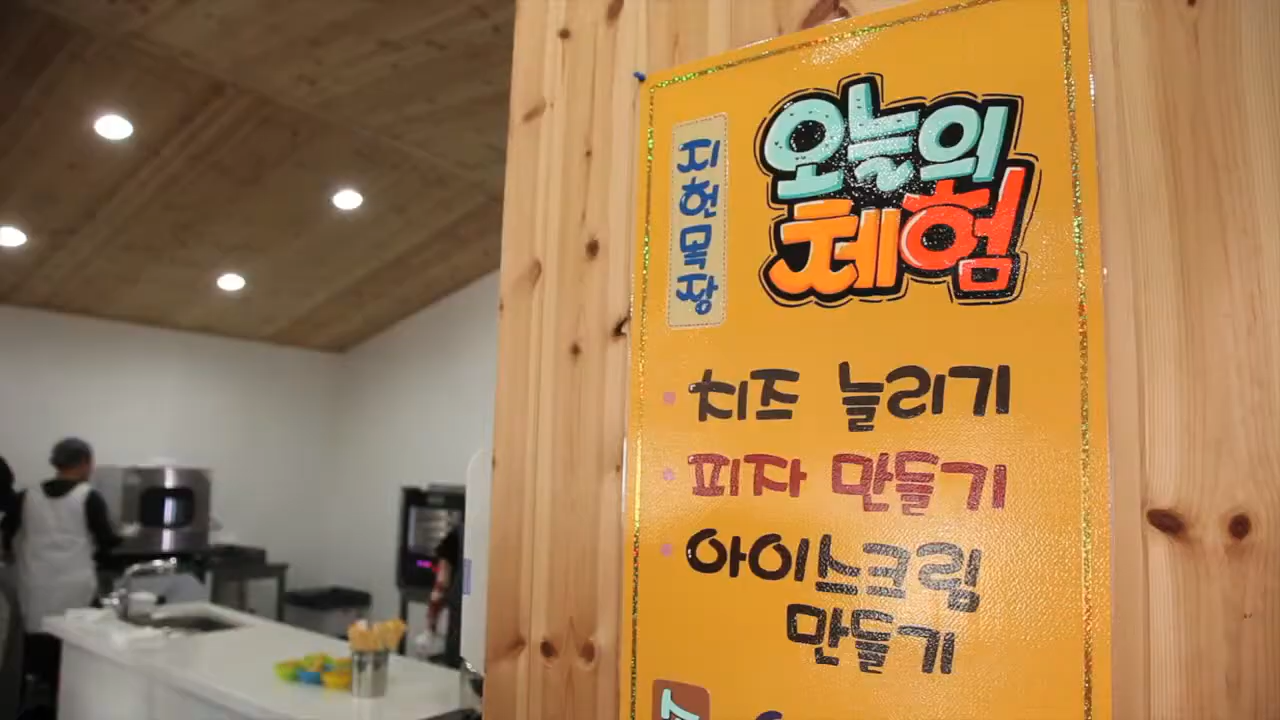 오늘의
체험
지현목장
치즈 늘리기
피자 만들기
아이스크림
만들기